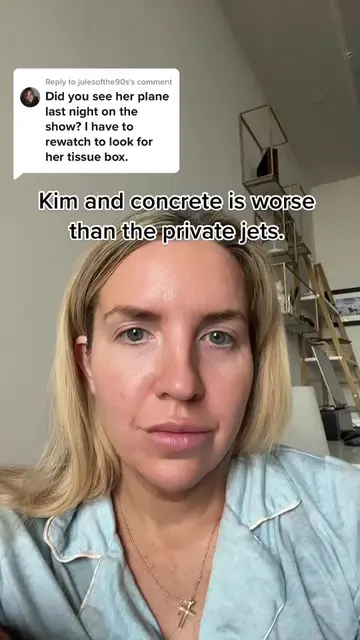 Reply to julesofthe90s's comment
Did you see her plane
last night on the
show? I have to
rewatch to look for
her tissue box.
Kim and concrete is worse
than the private jets.